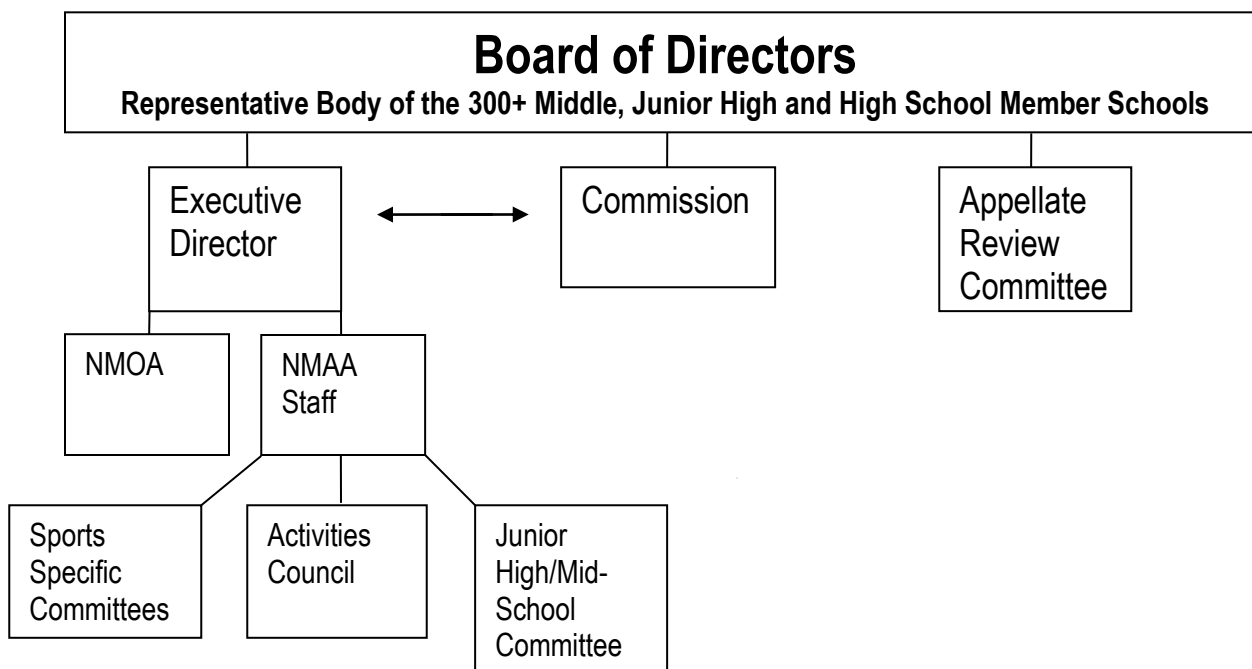 Board of Directors
Representative Body of the 300+ Middle, Junior High and High School Member Schools
Executive
Director
Commission
Appellate
Review
Committee
NMOA
NMAA
Staff
Sports
Specific
Committees
Activities
Council
Junior
High/Mid-
School
Committee